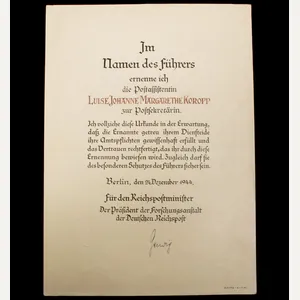 Im
Namen des Führers
ernenne ich
die Postassistentin
LUISE JOHANNE MARGARETHE KOROPP
zur Postsekretärin.
Ich vollziehe diese Urkunde in der Erwartung,
daß die Ernannte getreu ihrem Diensteide
ihre Amtspflichten gewissenhaft erfüllt und
das Vertrauen rechtfertigt, das ihr durch diese
Ernennung bewiesen wird. Zugleich darf sie
des besonderen Schutzes des Führers sicher sein.
Berlin, den Dezember 1944
Für den Reichspostminister
Der Präsident der Forschungsanstalt
der Deutschen Reichspost